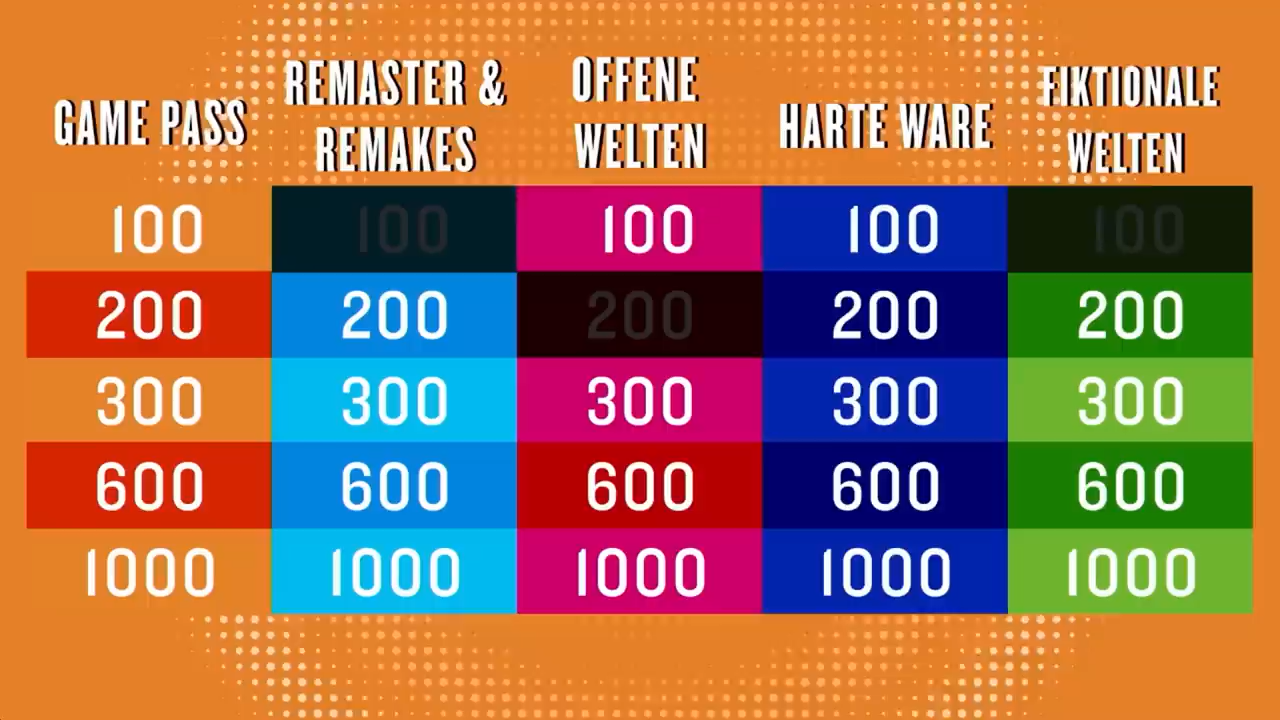 GAME PASS
REMASTER &
REMAKES
OFFENE
WELTEN
HARTE WARE
FIKTIONALE
WELTEN
100 100 100 100 100
200 200 200 200 200
300 300 300 300 300
600 600 600 600 600
1000 1000 1000 1000 1000